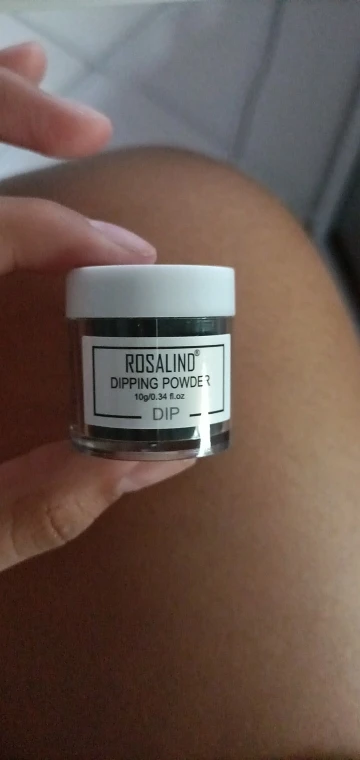 ROSALIND®
DIPPING POWDER
10g/0.34 fl.oz
DIP